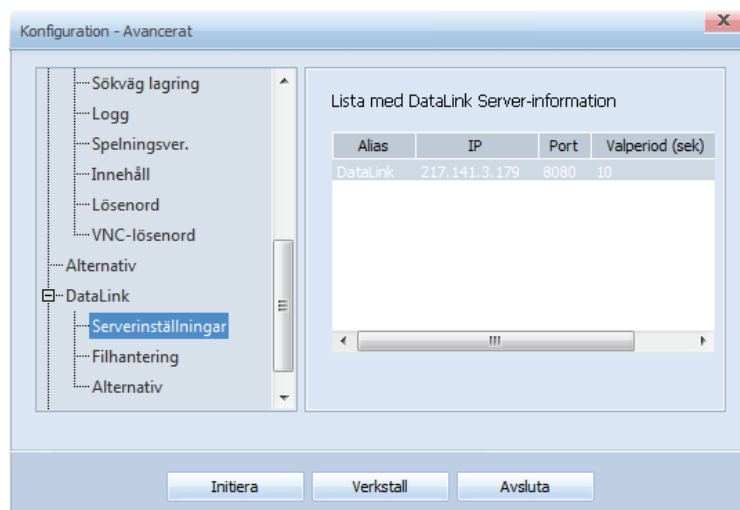 Konfiguration - Avancerat
Sökväg lagring
Logg
Spelningsver.
Innehåll
Lösenord
VNC-lösenord
Alternativ
DataLink
Serverinställningar
Filhantering
Alternativ
Lista med DataLink Server-information
Alias IP Port Valperiod (sek)
DataLink 217.141.3.179 8080 10
Initiera Verkställ Avsluta